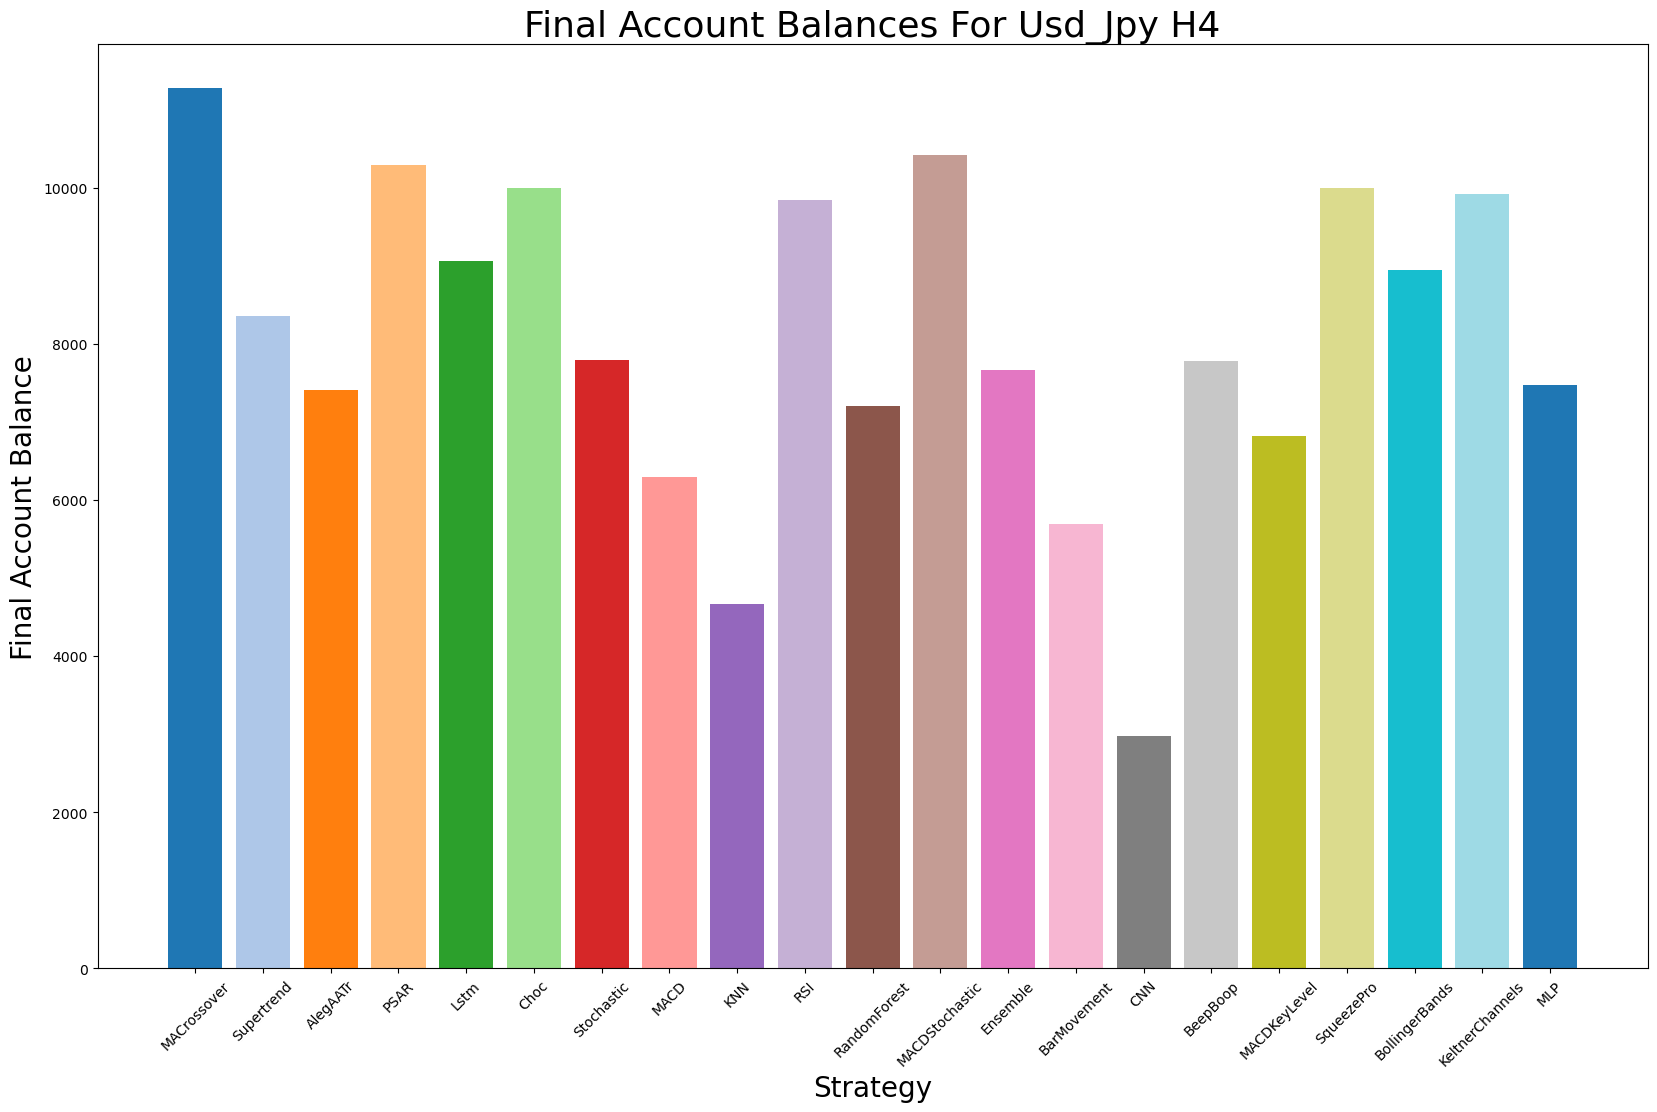 Final Account Balances For Usd_Jpy H4
Final Account Balance
10000
8000
6000
4000
2000
0
MACrossover
Supertrend
AlegAATr
PSAR
Lstm
Choc
Stochastic
MACD
KNN
RSI
RandomForest
MACDStochastic
Ensemble
BarMovement
CNN
BeepBoop
MACDKeyLevel
SqueezePro
BollingerBands
KeltnerChannels
MLP
Strategy